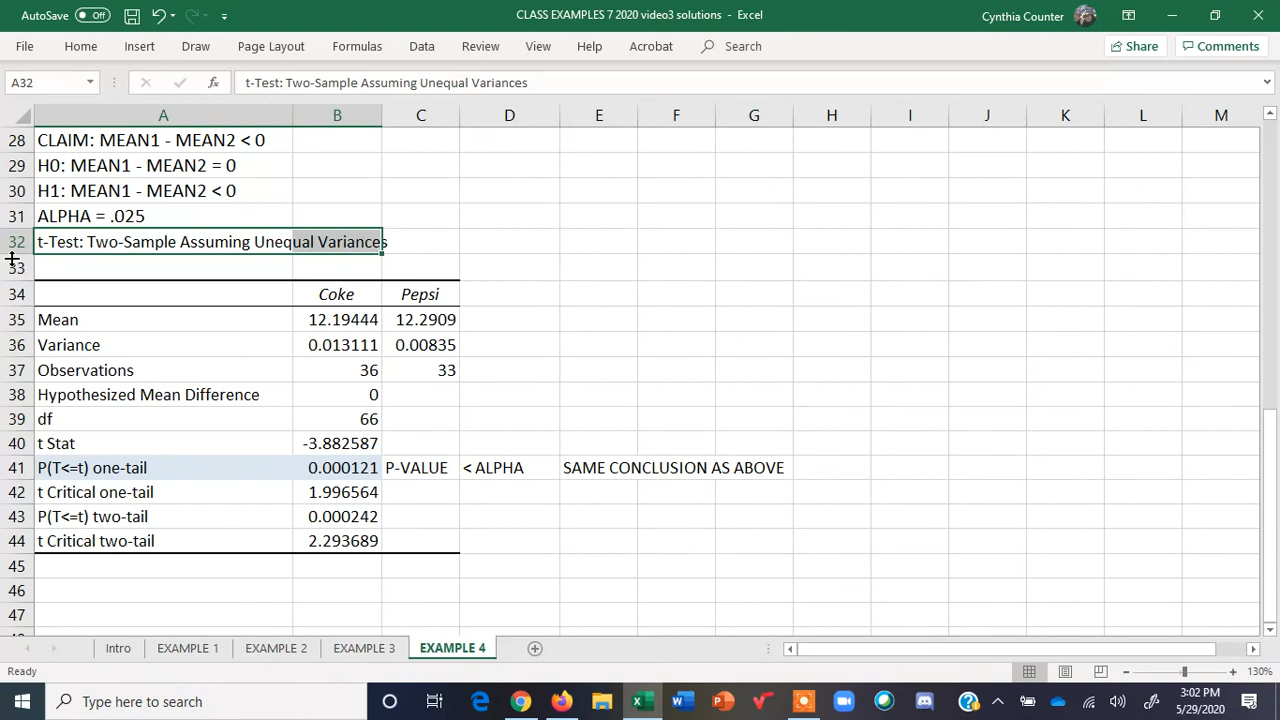 AutoSave Off CLASS EXAMPLES 7 2020 video3 solutions - Excel Cynthia Counter
File Home Insert Draw Page Layout Formulas Data Review View Help Acrobat Search Share Comments
A32 fx t-Test: Two-Sample Assuming Unequal Variances
A B C D E F G H I J K L M
28 CLAIM: MEAN1 - MEAN2 < 0
29 H0: MEAN1 - MEAN2 = 0
30 H1: MEAN1 - MEAN2 < 0
31 ALPHA = .025
32 t-Test: Two-Sample Assuming Unequal Variances
33
34 Coke Pepsi
35 Mean 12.19444 12.2909
36 Variance 0.013111 0.00835
37 Observations 36 33
38 Hypothesized Mean Difference 0
39 df 66
40 t Stat -3.882587
41 P(T<=t) one-tail 0.000121 P-VALUE < ALPHA SAME CONCLUSION AS ABOVE
42 t Critical one-tail 1.996564
43 P(T<=t) two-tail 0.000242
44 t Critical two-tail 2.293689
45
46
47
Intro EXAMPLE 1 EXAMPLE 2 EXAMPLE 3 EXAMPLE 4
Ready 130%
Type here to search 3:02 PM
5/29/2020